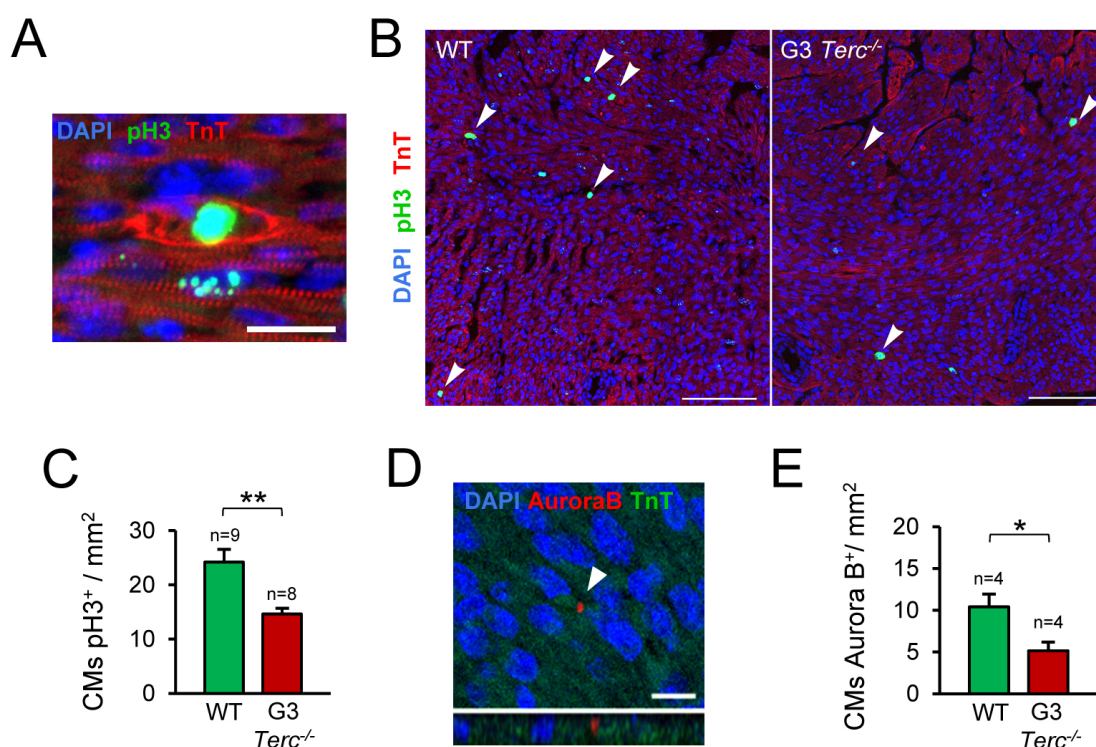 A
DAPI pH3 TnT
B
DAPI pH3 TnT
WT
G3 Terc-/-
C
CMs pH3+ / mm2
30
20
10
0
n=9
**
n=8
WT
G3
Terc-/-
D
DAPI AuroraB TnT
E
CMs Aurora B+/ mm2
20
15
10
5
0
n=4
*
n=4
WT
G3
Terc-/-